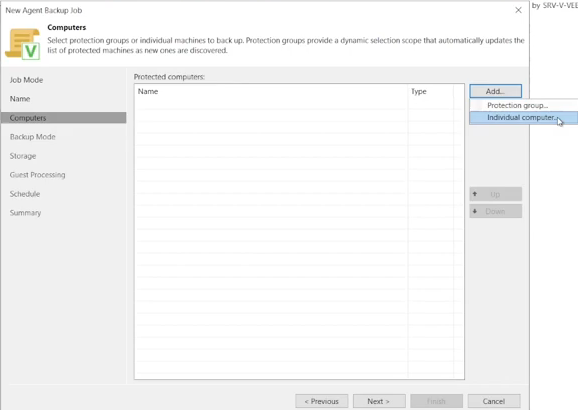 New Agent Backup Job
by SRV-V-VEE
Computers
Select protection groups or individual machines to back up. Protection groups provide a dynamic selection scope that automatically updates the
list of protected machines as new ones are discovered.
Job Mode
Name
Computers
Backup Mode
Storage
Guest Processing
Schedule
Summary
Protected computers:
Name
Type
Add...
Protection group...
Individual computer...
Up
Down
< Previous
Next >
Finish
Cancel